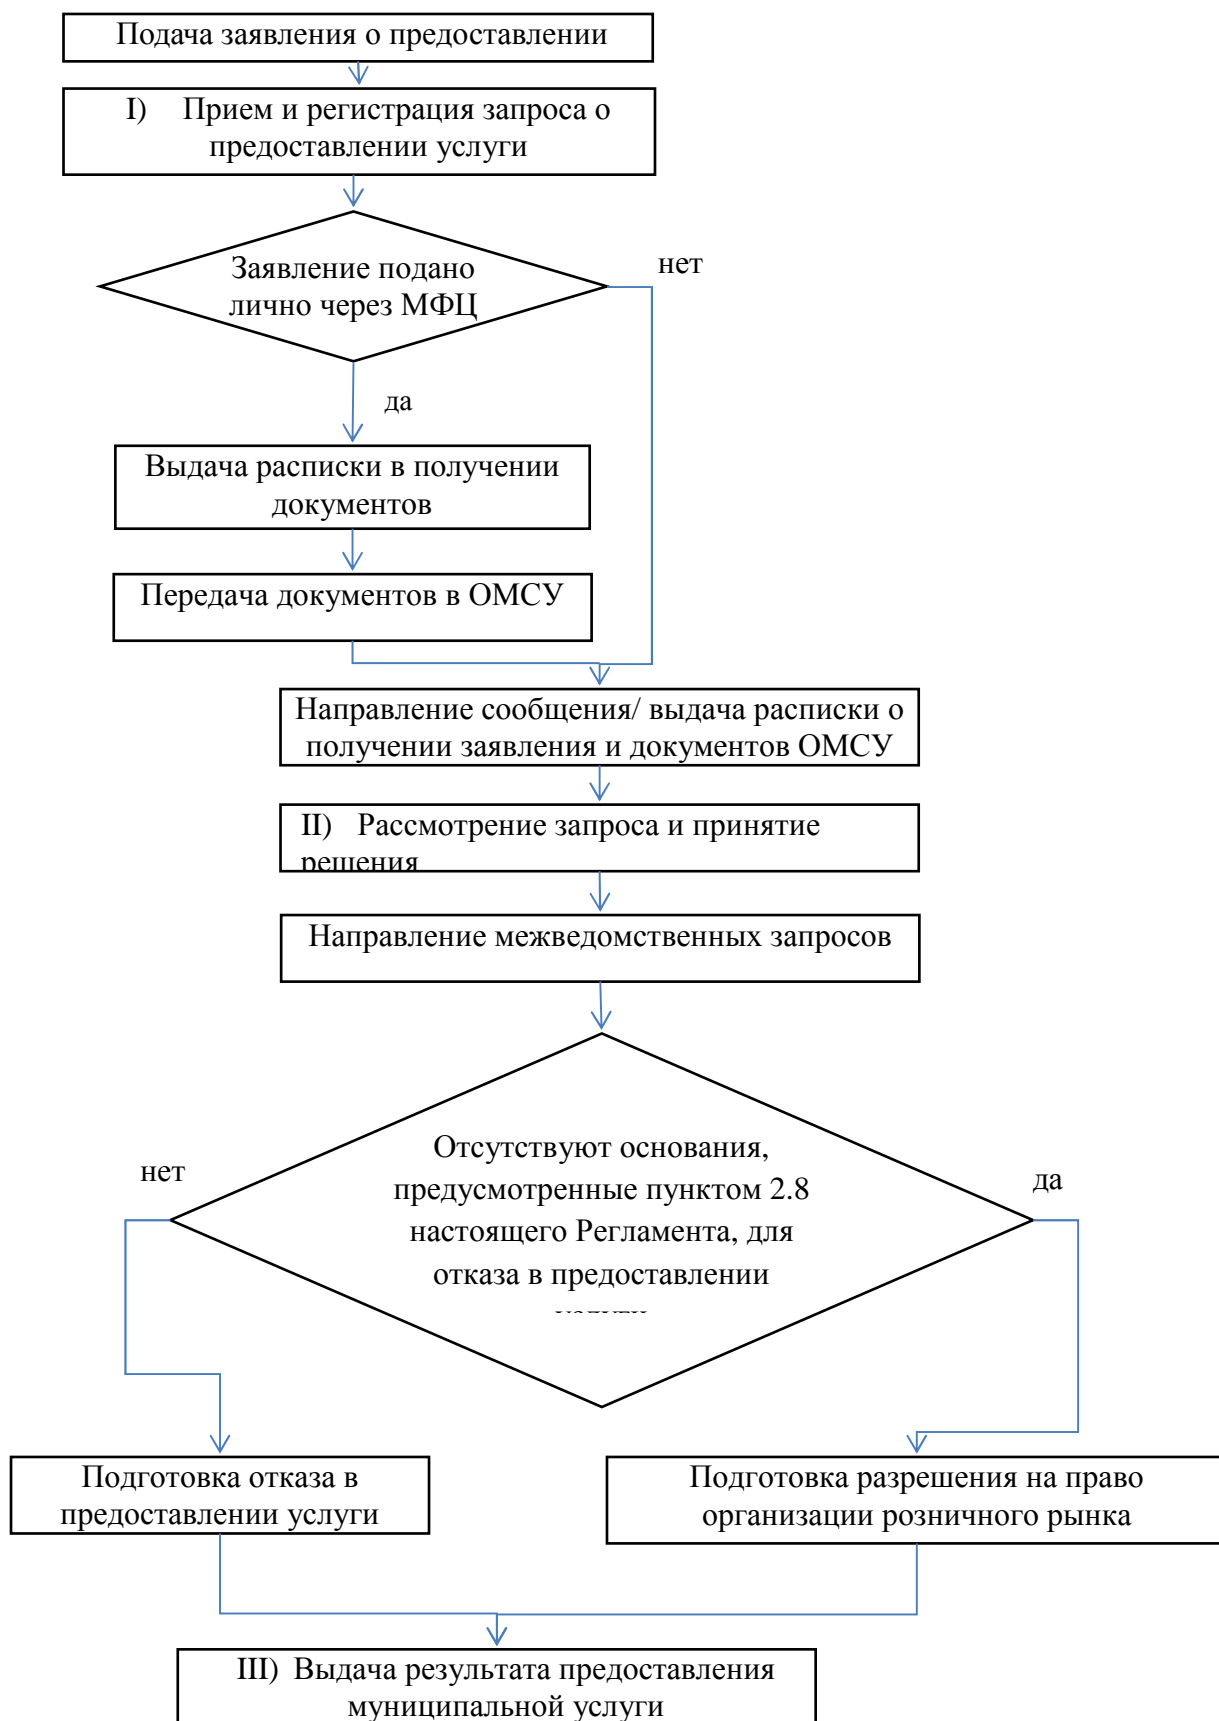 Подача заявления о предоставлении
I) Прием и регистрация запроса о
предоставлении услуги
Заявление подано
лично через МФЦ
нет
да
Выдача расписки в получении
документов
Передача документов в ОМСУ
Направление сообщения/ выдача расписки о
получении заявления и документов ОМСУ
II) Рассмотрение запроса и принятие
решения
Направление межведомственных запросов
Отсутствуют основания,
предусмотренные пунктом 2.8
настоящего Регламента, для
отказа в предоставлении
нет
да
Подготовка отказа в
предоставлении услуги
Подготовка разрешения на право
организации розничного рынка
III) Выдача результата предоставления
муниципальной услуги